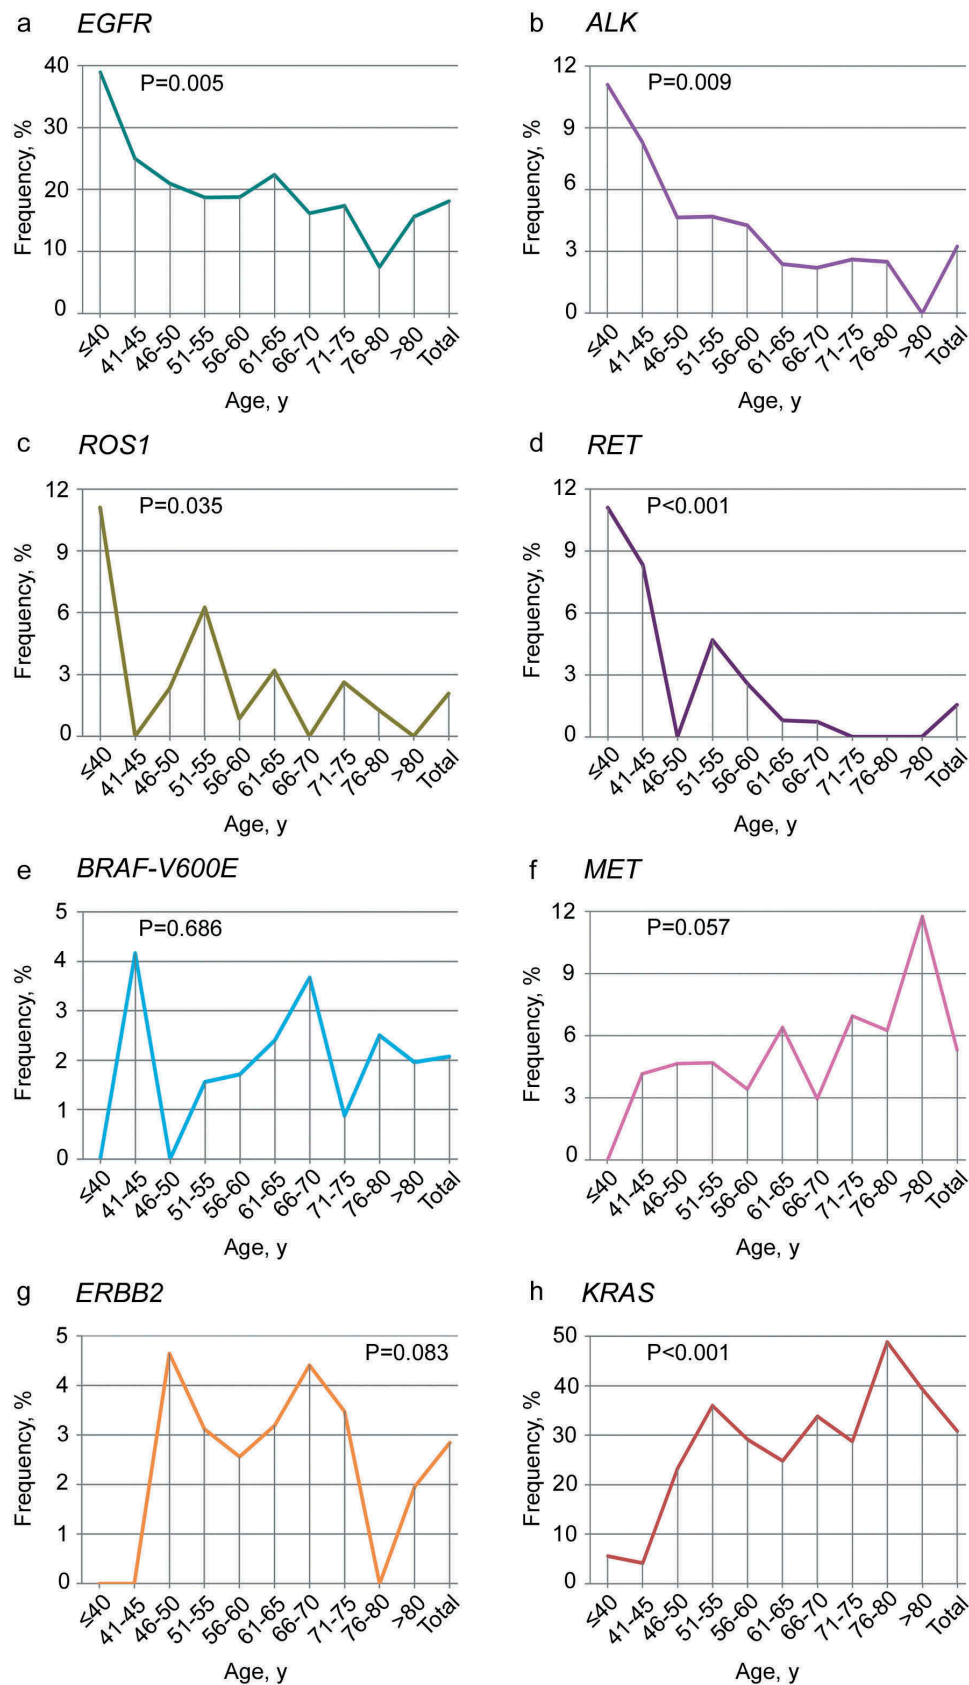 a EGFR
P=0.005
Frequency, %
40
30
20
10
0
≤40 41-45 46-50 51-55 56-60 61-65 66-70 71-75 76-80 >80 Total
Age, y
b ALK
P=0.009
Frequency, %
12
9
6
3
0
≤40 41-45 46-50 51-55 56-60 61-65 66-70 71-75 76-80 >80 Total
Age, y
c ROS1
P=0.035
Frequency, %
12
9
6
3
0
≤40 41-45 46-50 51-55 56-60 61-65 66-70 71-75 76-80 >80 Total
Age, y
d RET
P<0.001
Frequency, %
12
9
6
3
0
≤40 41-45 46-50 51-55 56-60 61-65 66-70 71-75 76-80 >80 Total
Age, y
e BRAF-V600E
P=0.686
Frequency, %
5
4
3
2
1
0
≤40 41-45 46-50 51-55 56-60 61-65 66-70 71-75 76-80 >80 Total
Age, y
f MET
P=0.057
Frequency, %
12
9
6
3
0
≤40 41-45 46-50 51-55 56-60 61-65 66-70 71-75 76-80 >80 Total
Age, y
g ERBB2
P=0.083
Frequency, %
5
4
3
2
1
0
≤40 41-45 46-50 51-55 56-60 61-65 66-70 71-75 76-80 >80 Total
Age, y
h KRAS
P<0.001
Frequency, %
50
40
30
20
10
0
≤40 41-45 46-50 51-55 56-60 61-65 66-70 71-75 76-80 >80 Total
Age, y